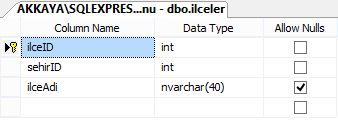 AKKAYA\SQLEXPRES...nu - dbo.ilceler
Column Name Data Type Allow Nulls
ilceID int
sehirID int
ilceAdi nvarchar(40)